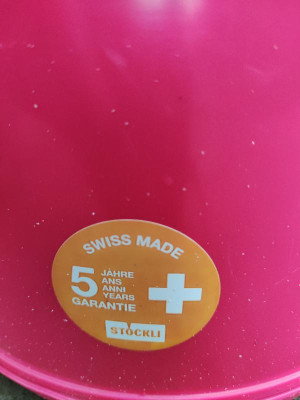 SWISS MADE
5 JAHRE
ANS
ANNI
YEARS
GARANTIE
STÖCKLI